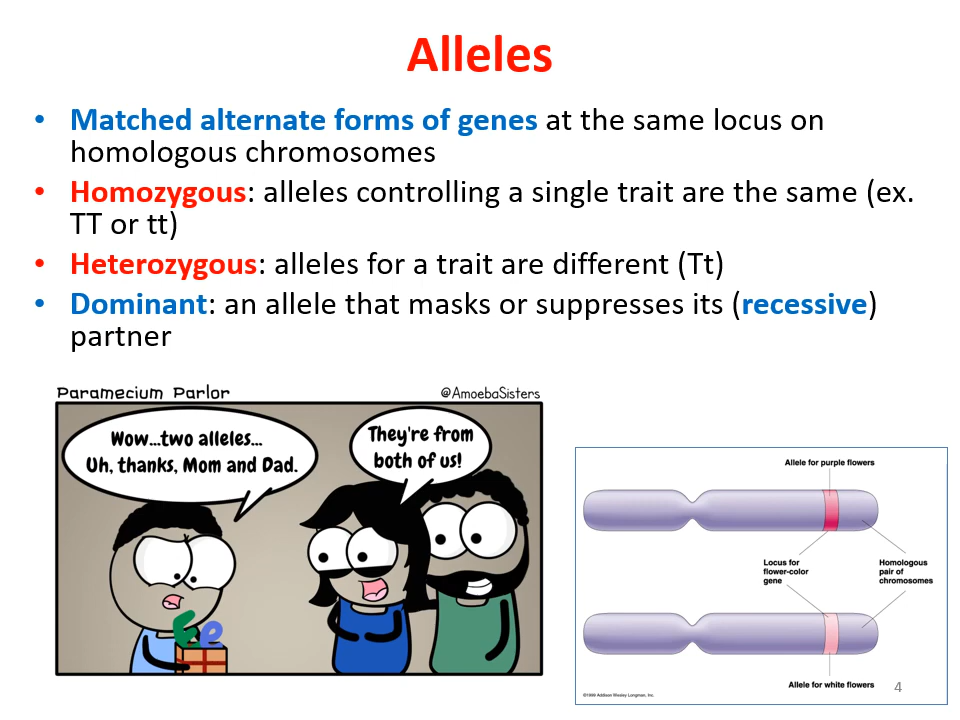 Alleles
• Matched alternate forms of genes at the same locus on
homologous chromosomes
• Homozygous: alleles controlling a single trait are the same (ex.
TT or tt)
• Heterozygous: alleles for a trait are different (Tt)
• Dominant: an allele that masks or suppresses its (recessive)
partner
Paramecium Parlor
@AmoebaSisters
Wow...two alleles...
Uh, thanks, Mom and Dad.
They're from
both of us!
E e
Allele for purple flowers
Locus for
flower-color
gene
Homologous
pair of
chromosomes
Allele for white flowers
©1999 Addison Wesley Longman, Inc.
4